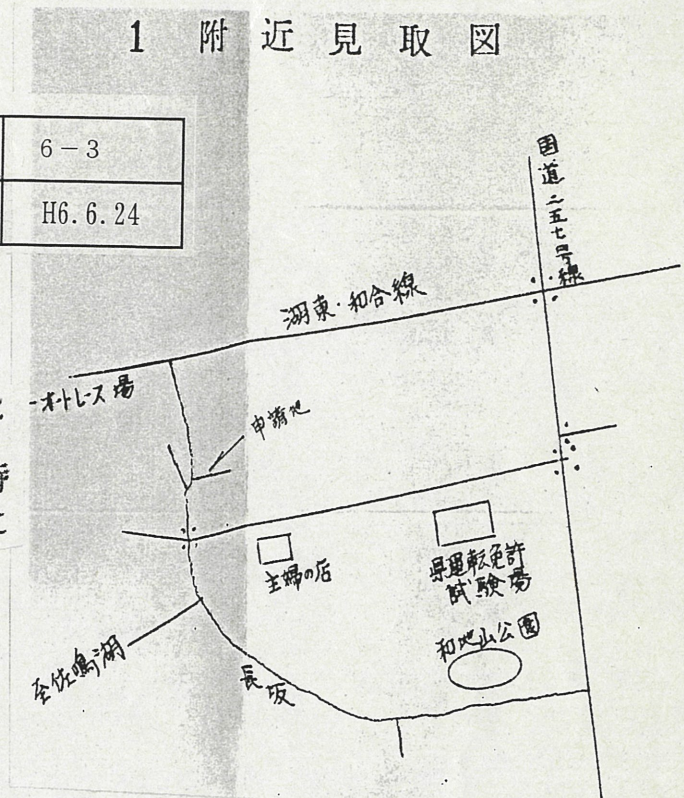 1 附近見取図
6-3
H6.6.24
国道二五七号線
湖東・和合線
オートレース場
申請地
主婦の店
県運転免許
試験場
和地山公園
至佐鳴湖
長坂